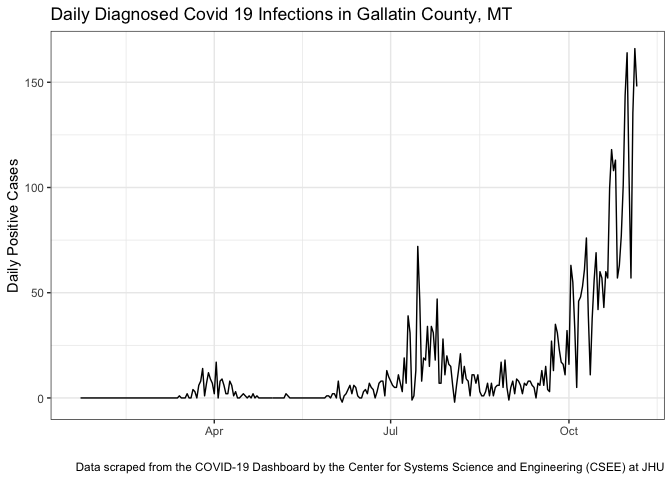 Daily Diagnosed Covid 19 Infections in Gallatin County, MT
150
100
50
0
Daily Positive Cases
Apr Jul Oct
Data scraped from the COVID-19 Dashboard by the Center for Systems Science and Engineering (CSEE) at JHU